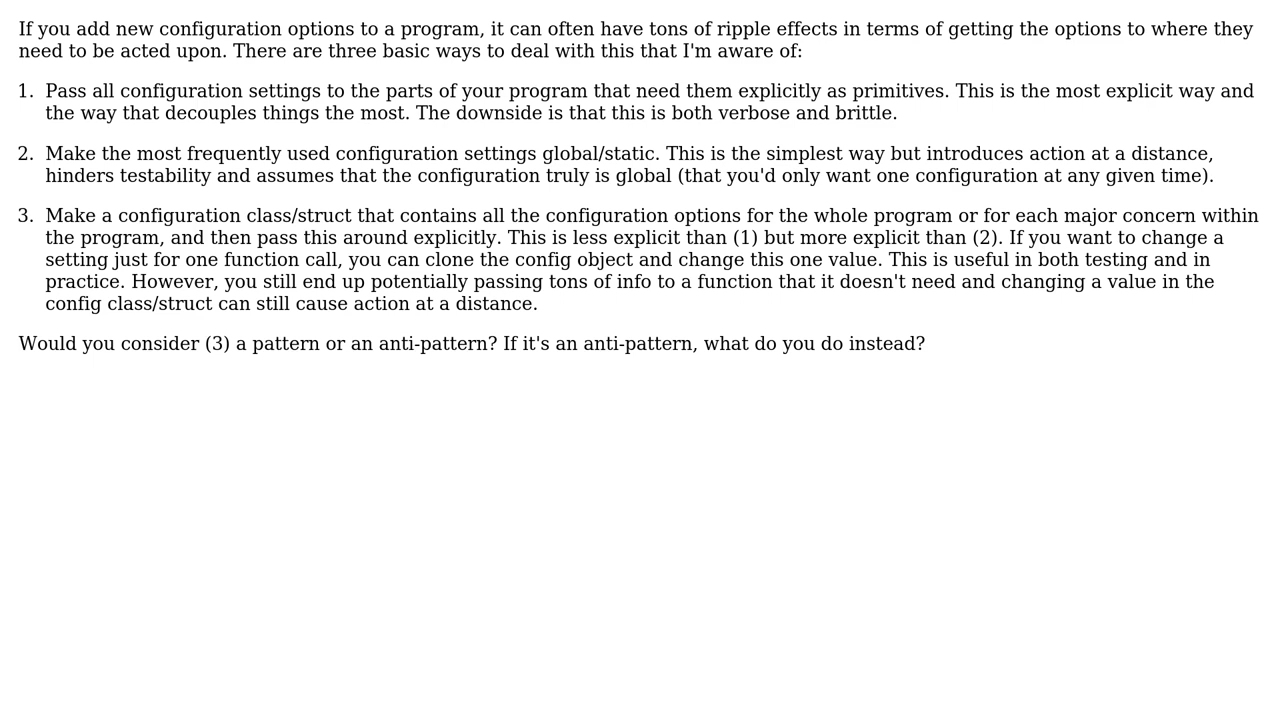 If you add new configuration options to a program, it can often have tons of ripple effects in terms of getting the options to where they
need to be acted upon. There are three basic ways to deal with this that I'm aware of:
1. Pass all configuration settings to the parts of your program that need them explicitly as primitives. This is the most explicit way and
the way that decouples things the most. The downside is that this is both verbose and brittle.
2. Make the most frequently used configuration settings global/static. This is the simplest way but introduces action at a distance,
hinders testability and assumes that the configuration truly is global (that you'd only want one configuration at any given time).
3. Make a configuration class/struct that contains all the configuration options for the whole program or for each major concern within
the program, and then pass this around explicitly. This is less explicit than (1) but more explicit than (2). If you want to change a
setting just for one function call, you can clone the config object and change this one value. This is useful in both testing and in
practice. However, you still end up potentially passing tons of info to a function that it doesn't need and changing a value in the
config class/struct can still cause action at a distance.
Would you consider (3) a pattern or an anti-pattern? If it's an anti-pattern, what do you do instead?